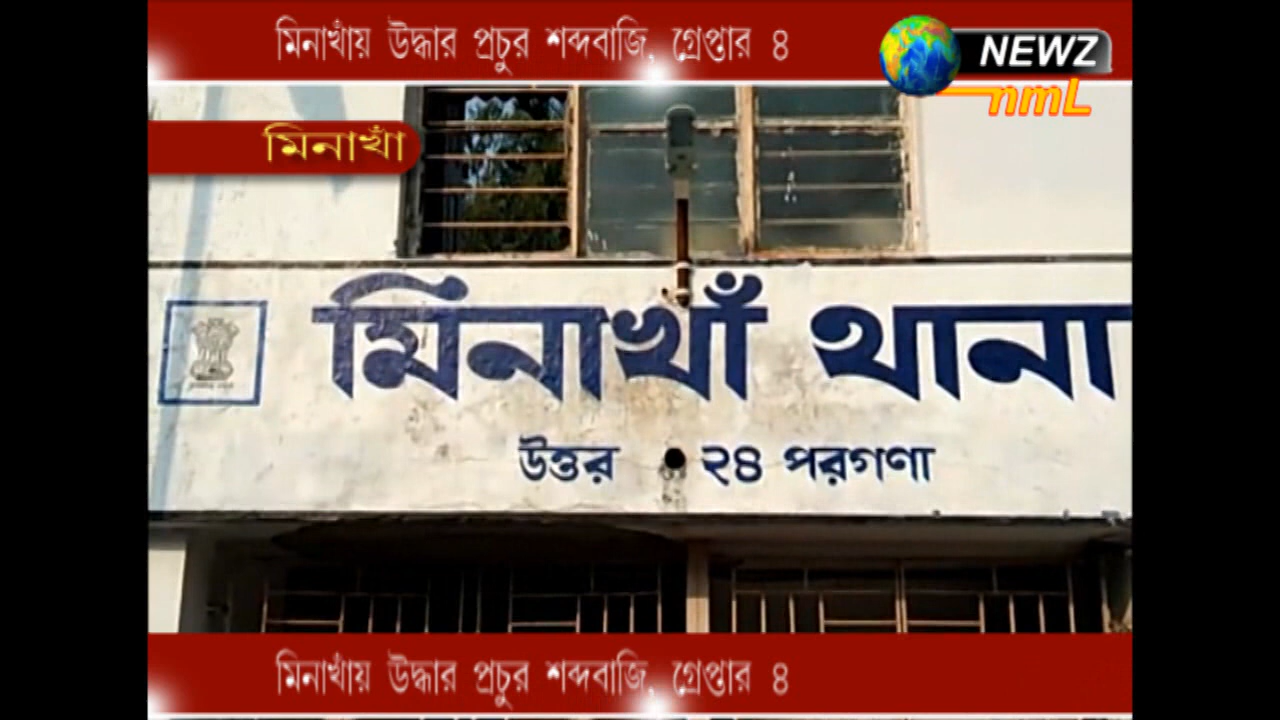 মিনাখাঁয় উদ্ধার প্রচুর শব্দবাজি, গ্রেপ্তার ৪
NEWZ
nmL
মিনাখাঁ
মিনাখাঁ থানা
উত্তর ২৪ পরগণা
মিনাখাঁয় উদ্ধার প্রচুর শব্দবাজি, গ্রেপ্তার ৪